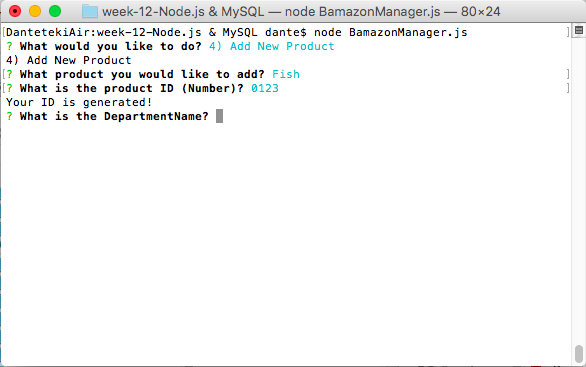 week-12-Node.js & MySQL — node BamazonManager.js — 80×24
[DantetekiAir:week-12-Node.js & MySQL dante$ node BamazonManager.js ]
? What would you like to do? 4) Add New Product
4) Add New Product
[? What product you would like to add? Fish ]
[? What is the product ID (Number)? 0123 ]
Your ID is generated!
? What is the DepartmentName?